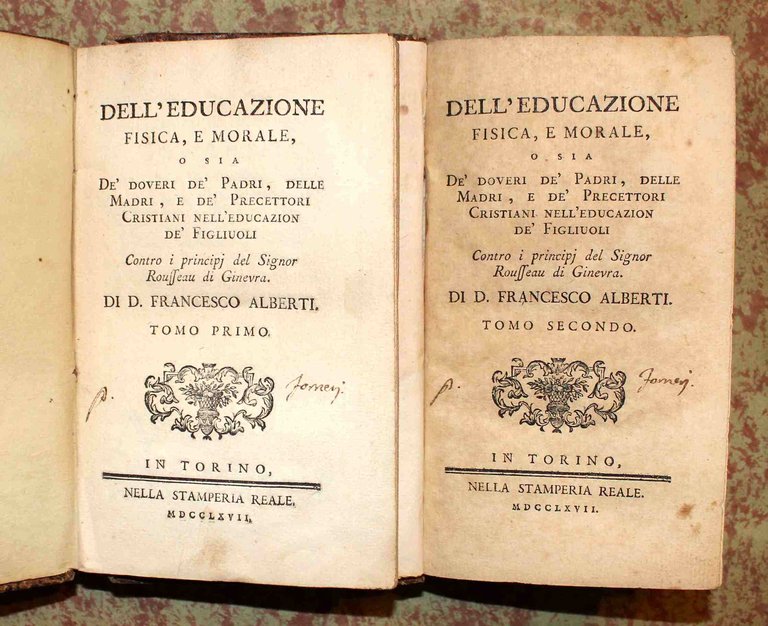 DELL'EDUCAZIONE
FISICA, E MORALE,
O SIA
DE' DOVERI DE' PADRI, DELLE
MADRI, E DE' PRECETTORI
CRISTIANI NELL'EDUCAZION
DE' FIGLIUOLI
Contro i principj del Signor
Rouſſeau di Ginevra.
DI D. FRANCESCO ALBERTI.
TOMO PRIMO.
p.
IN TORINO,
NELLA STAMPERIA REALE.
MDCCLXVII.
DELL'EDUCAZIONE
FISICA, E MORALE,
O SIA
DE' DOVERI DE' PADRI, DELLE
MADRI, E DE' PRECETTORI
CRISTIANI NELL'EDUCAZION
DE' FIGLIUOLI
Contro i principj del Signor
Rouſſeau di Ginevra.
DI D. FRANCESCO ALBERTI.
TOMO SECONDO.
p.
IN TORINO,
NELLA STAMPERIA REALE.
MDCCLXVII.